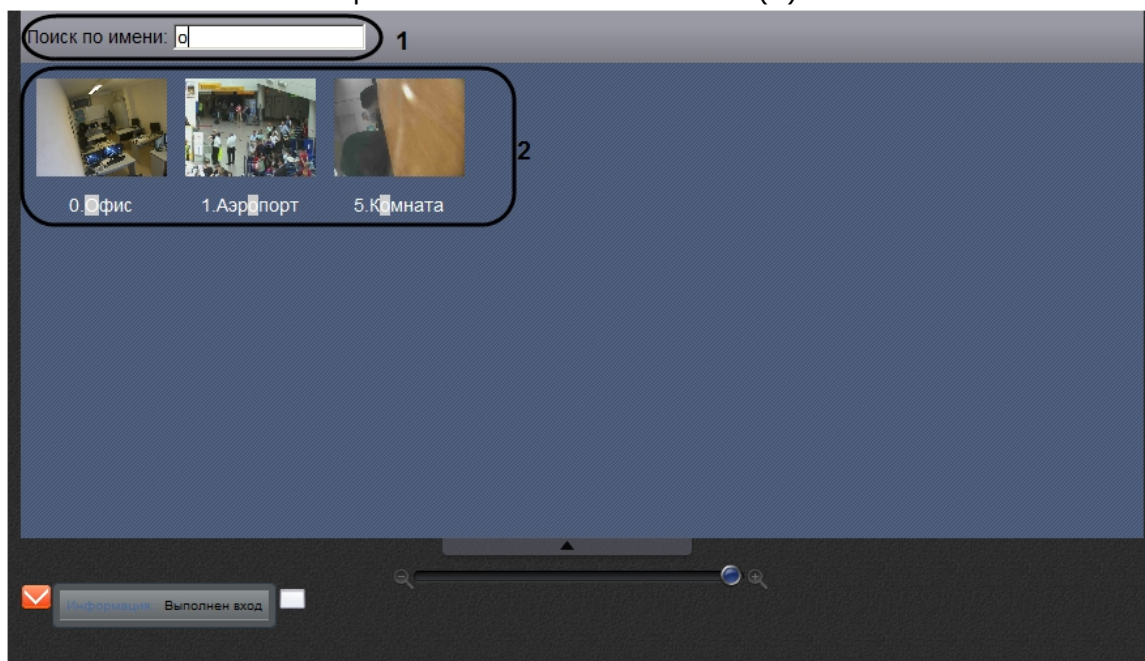 Поиск по имени: о
1
2
0.Офис 1.Аэропорт 5.Комната
Информация Выполнен вход